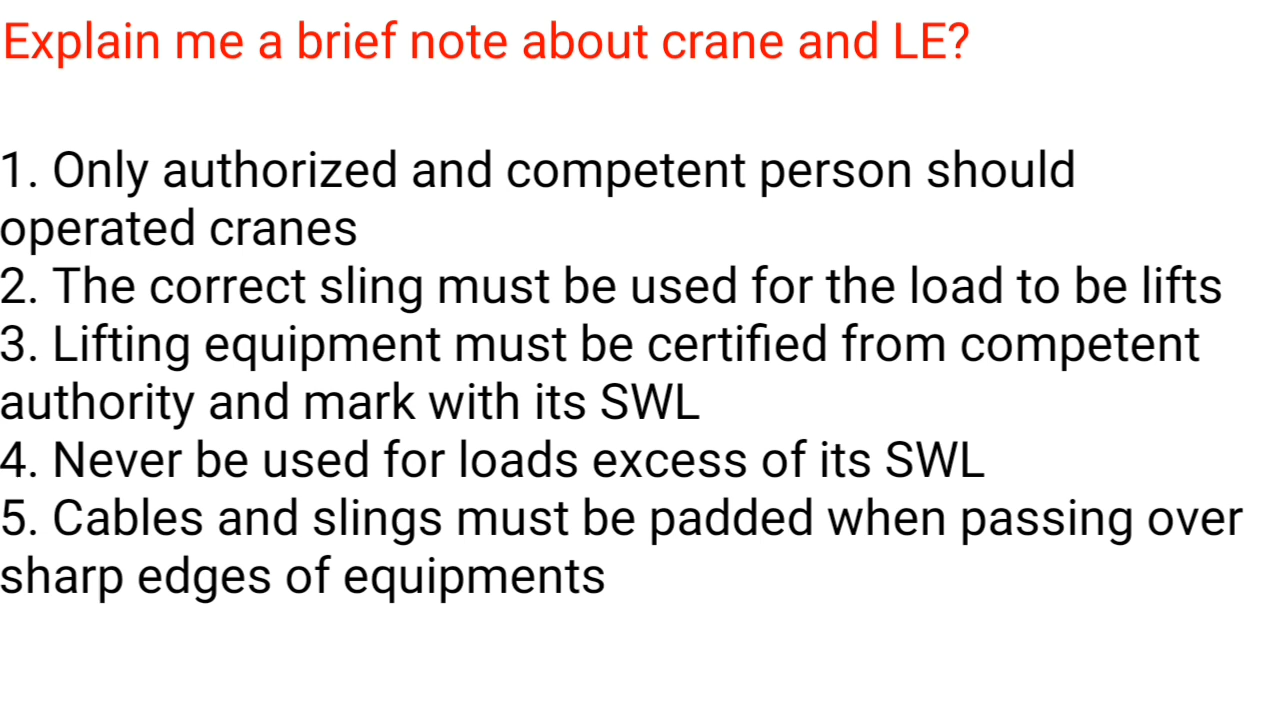 Explain me a brief note about crane and LE?
1. Only authorized and competent person should
operated cranes
2. The correct sling must be used for the load to be lifts
3. Lifting equipment must be certified from competent
authority and mark with its SWL
4. Never be used for loads excess of its SWL
5. Cables and slings must be padded when passing over
sharp edges of equipments